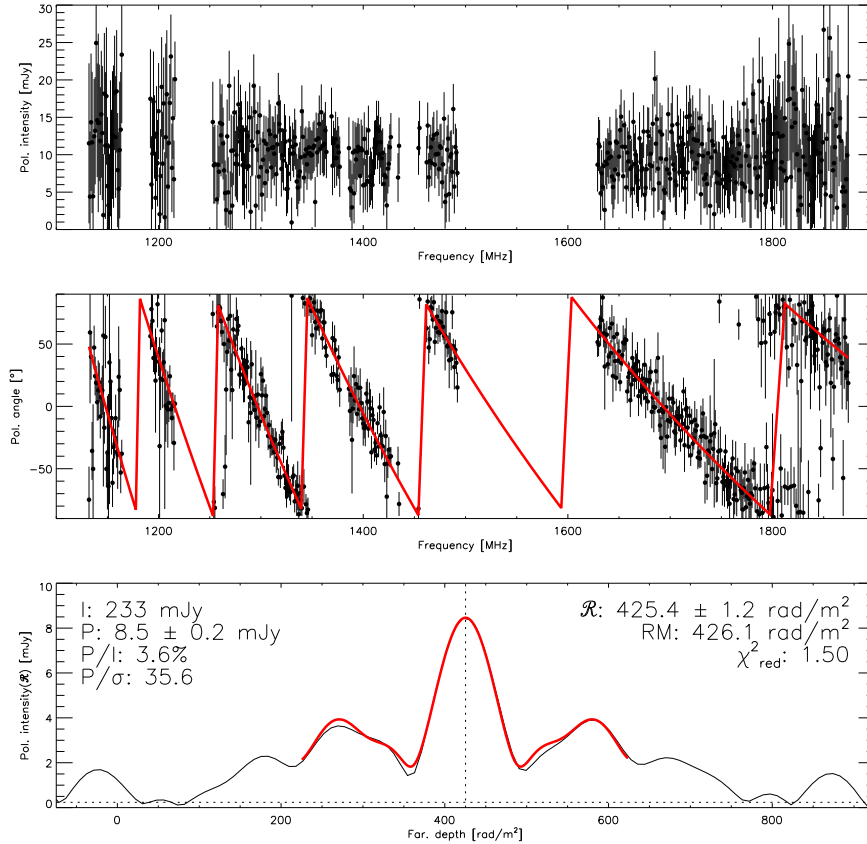 30
25
20
15
10
5
0
Pol. intensity [mJy]
1200 1400 1600 1800
Frequency [MHz]
50
0
−50
Pol. angle [°]
1200 1400 1600 1800
Frequency [MHz]
10
8
6
4
2
0
Pol. intensity(ℛ) [mJy]
I: 233 mJy
P: 8.5 ± 0.2 mJy
P/I: 3.6%
P/σ: 35.6
ℛ: 425.4 ± 1.2 rad/m²
RM: 426.1 rad/m²
χ²red: 1.50
0 200 400 600 800
Far. depth [rad/m²]